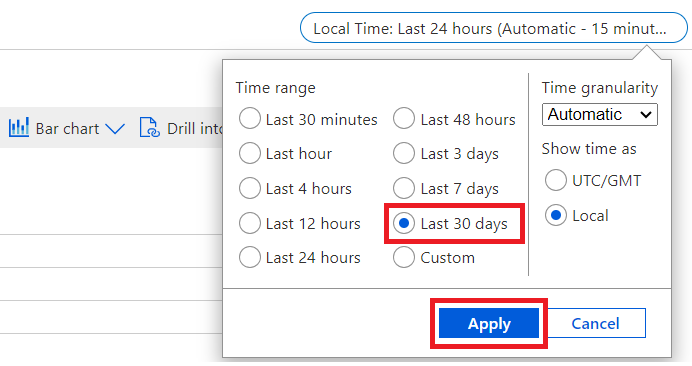 Local Time: Last 24 hours (Automatic - 15 minut...
Bar chart
Drill into
Time range
Last 30 minutes
Last hour
Last 4 hours
Last 12 hours
Last 24 hours
Last 48 hours
Last 3 days
Last 7 days
Last 30 days
Custom
Time granularity
Automatic
Show time as
UTC/GMT
Local
Apply
Cancel